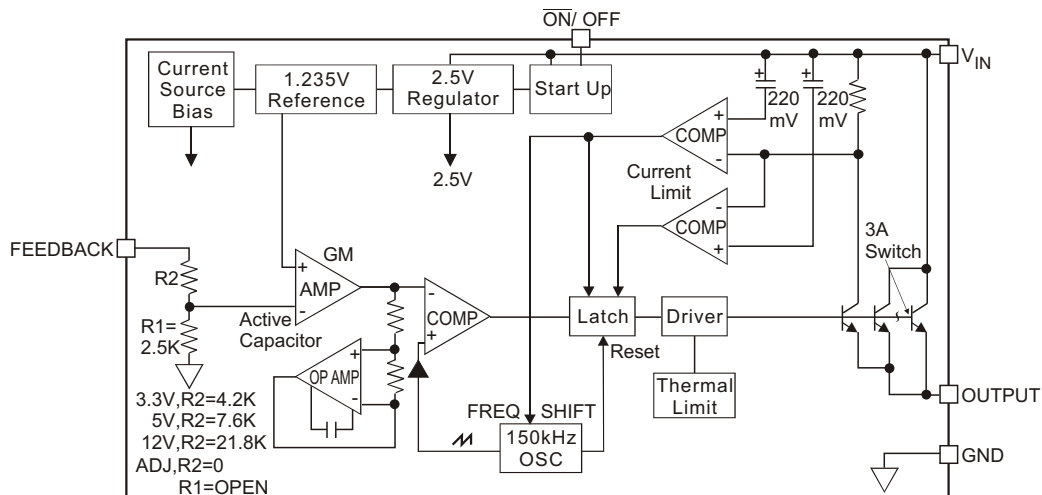 ON/ OFF
Current
Source
Bias
1.235V
Reference
2.5V
Regulator
Start Up
+
220
mV
+
220
mV
VIN
2.5V
+
COMP
-
Current
Limit
-
COMP
+
3A
Switch
FEEDBACK
R2
R1=
2.5K
+
GM
AMP
-
Active
Capacitor
-
COMP
+
Latch
Driver
Reset
Thermal
Limit
+
OP AMP
-
FREQ SHIFT
150kHz
OSC
OUTPUT
GND
3.3V,R2=4.2K
5V,R2=7.6K
12V,R2=21.8K
ADJ,R2=0
R1=OPEN